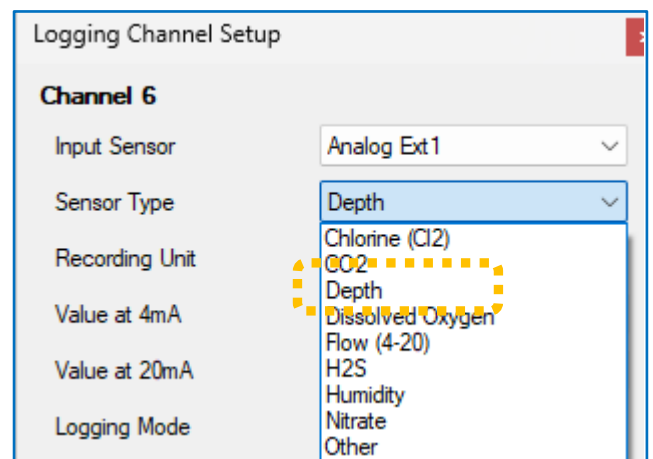 Logging Channel Setup
Channel 6
Input Sensor Analog Ext1
Sensor Type Depth
Chlorine (Cl2)
Recording Unit CO2
Depth
Value at 4mA Dissolved Oxygen
Flow (4-20)
Value at 20mA H2S
Humidity
Logging Mode Nitrate
Other